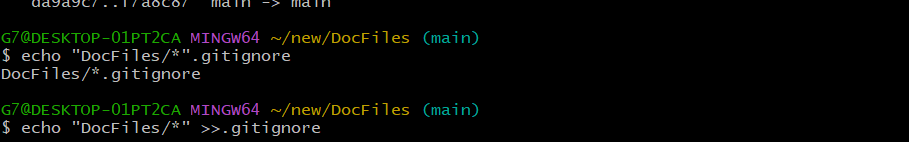 da9a9c7..f7a8c87  main -> main
G7@DESKTOP-01PT2CA MINGW64 ~/new/DocFiles (main)
$ echo "DocFiles/*".gitignore
DocFiles/*.gitignore
G7@DESKTOP-01PT2CA MINGW64 ~/new/DocFiles (main)
$ echo "DocFiles/*" >>.gitignore